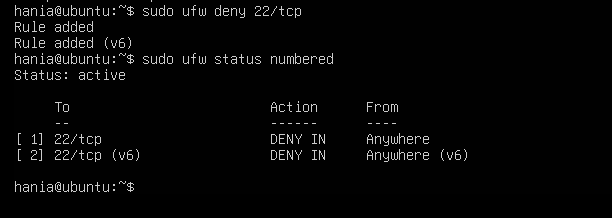 hania@ubuntu:~$ sudo ufw deny 22/tcp
Rule added
Rule added (v6)
hania@ubuntu:~$ sudo ufw status numbered
Status: active
     To                         Action      From
     --                         ------      ----
[ 1] 22/tcp                     DENY IN     Anywhere
[ 2] 22/tcp (v6)                DENY IN     Anywhere (v6)
hania@ubuntu:~$